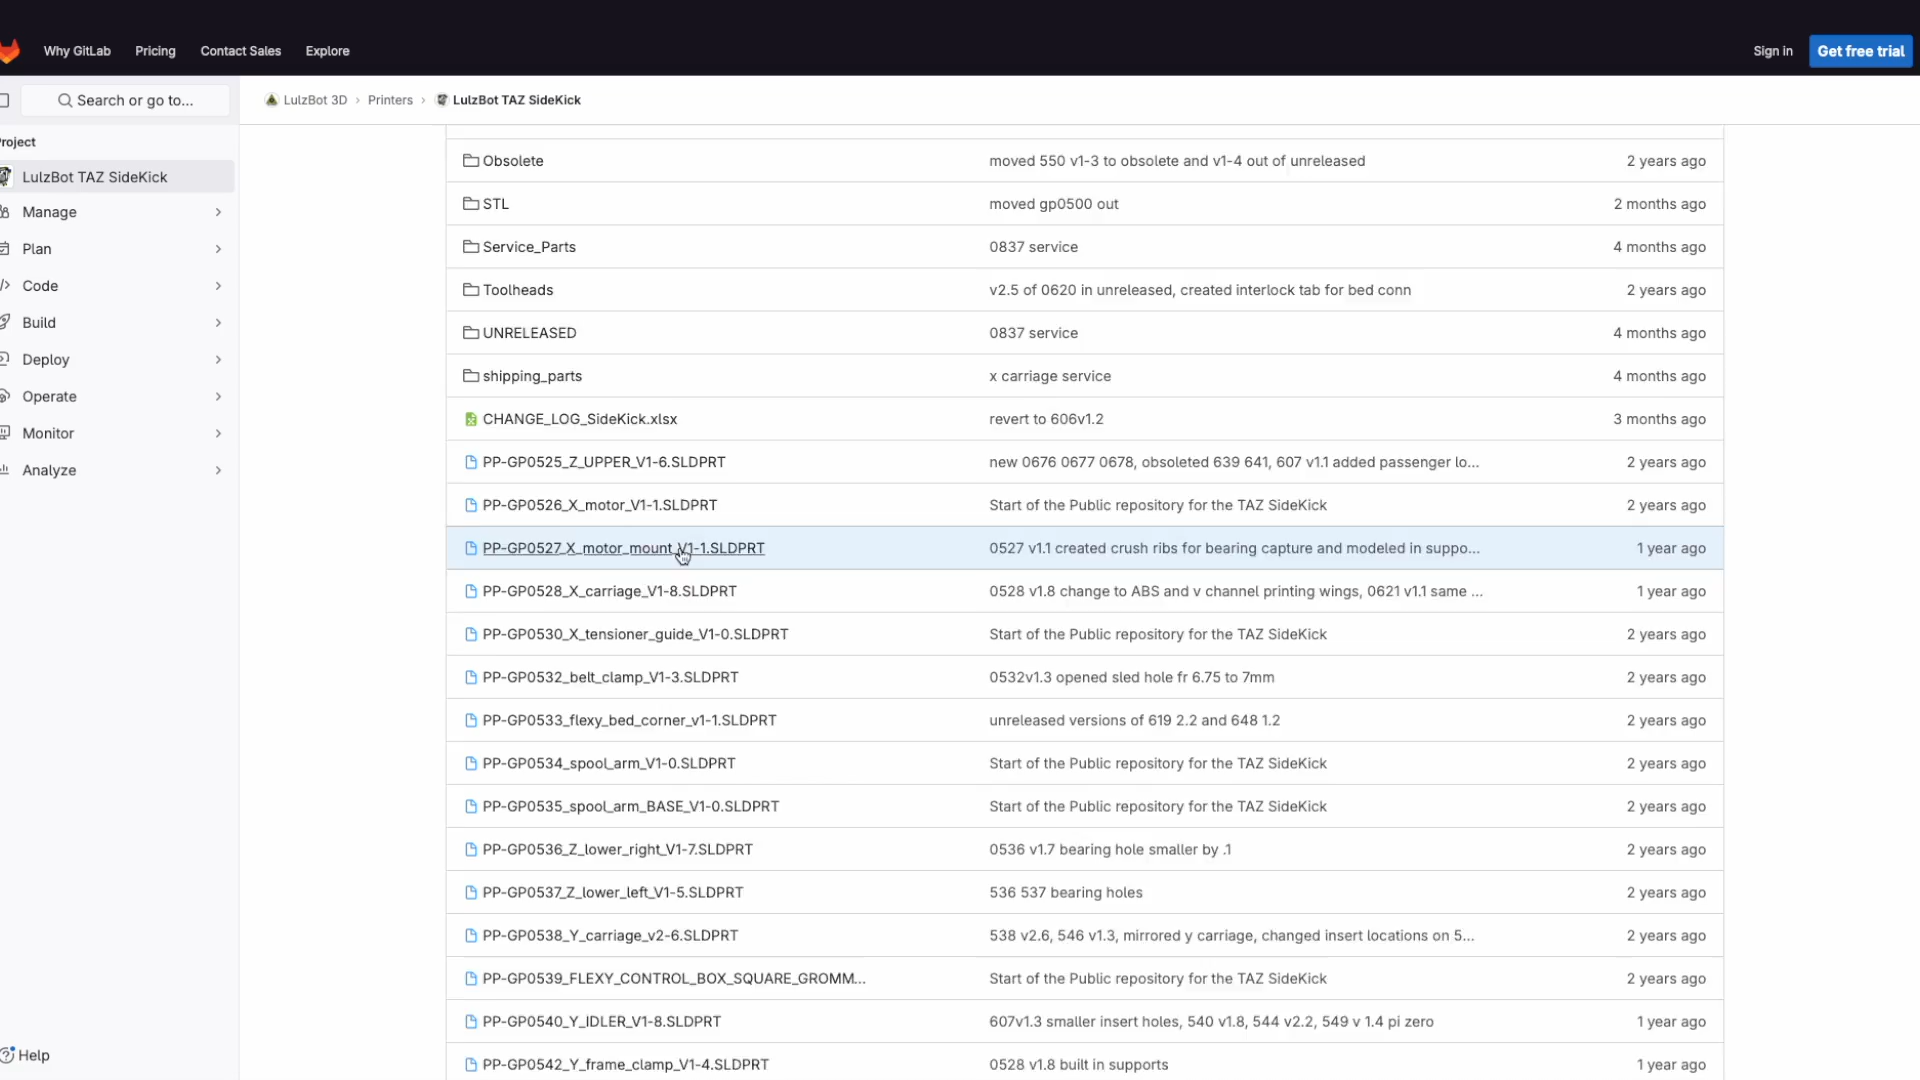 Why GitLab Pricing Contact Sales Explore Sign in Get free trial
Search or go to... LulzBot 3D › Printers › LulzBot TAZ SideKick
roject
LulzBot TAZ SideKick
Manage
Plan
Code
Build
Deploy
Operate
Monitor
Analyze
Help
Obsolete moved 550 v1-3 to obsolete and v1-4 out of unreleased 2 years ago
STL moved gp0500 out 2 months ago
Service_Parts 0837 service 4 months ago
Toolheads v2.5 of 0620 in unreleased, created interlock tab for bed conn 2 years ago
UNRELEASED 0837 service 4 months ago
shipping_parts x carriage service 4 months ago
CHANGE_LOG_SideKick.xlsx revert to 606v1.2 3 months ago
PP-GP0525_Z_UPPER_V1-6.SLDPRT new 0676 0677 0678, obsoleted 639 641, 607 v1.1 added passenger lo... 2 years ago
PP-GP0526_X_motor_V1-1.SLDPRT Start of the Public repository for the TAZ SideKick 2 years ago
PP-GP0527_X_motor_mount_V1-1.SLDPRT 0527 v1.1 created crush ribs for bearing capture and modeled in suppo... 1 year ago
PP-GP0528_X_carriage_V1-8.SLDPRT 0528 v1.8 change to ABS and v channel printing wings, 0621 v1.1 same ... 1 year ago
PP-GP0530_X_tensioner_guide_V1-0.SLDPRT Start of the Public repository for the TAZ SideKick 2 years ago
PP-GP0532_belt_clamp_V1-3.SLDPRT 0532v1.3 opened sled hole fr 6.75 to 7mm 2 years ago
PP-GP0533_flexy_bed_corner_v1-1.SLDPRT unreleased versions of 619 2.2 and 648 1.2 2 years ago
PP-GP0534_spool_arm_V1-0.SLDPRT Start of the Public repository for the TAZ SideKick 2 years ago
PP-GP0535_spool_arm_BASE_V1-0.SLDPRT Start of the Public repository for the TAZ SideKick 2 years ago
PP-GP0536_Z_lower_right_V1-7.SLDPRT 0536 v1.7 bearing hole smaller by .1 2 years ago
PP-GP0537_Z_lower_left_V1-5.SLDPRT 536 537 bearing holes 2 years ago
PP-GP0538_Y_carriage_v2-6.SLDPRT 538 v2.6, 546 v1.3, mirrored y carriage, changed insert locations on 5... 2 years ago
PP-GP0539_FLEXY_CONTROL_BOX_SQUARE_GROMM... Start of the Public repository for the TAZ SideKick 2 years ago
PP-GP0540_Y_IDLER_V1-8.SLDPRT 607v1.3 smaller insert holes, 540 v1.8, 544 v2.2, 549 v 1.4 pi zero 1 year ago
PP-GP0542_Y_frame_clamp_V1-4.SLDPRT 0528 v1.8 built in supports 1 year ago